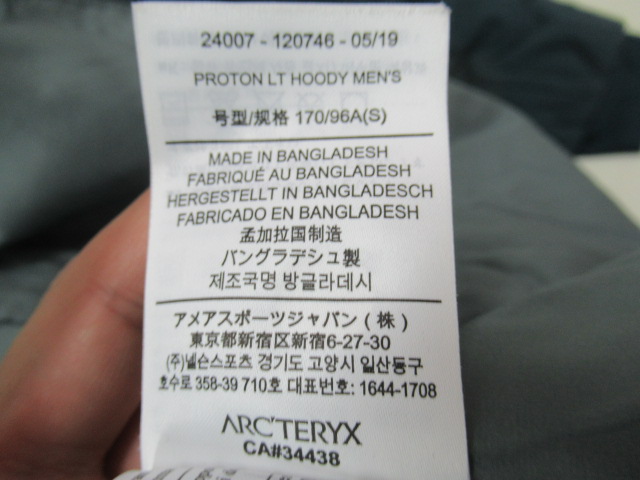 24007 - 120746 - 05/19
PROTON LT HOODY MEN'S
号型/规格 170/96A(S)
MADE IN BANGLADESH
FABRIQUÉ AU BANGLADESH
HERGESTELLT IN BANGLADESCH
FABRICADO EN BANGLADESH
孟加拉国制造
バングラデシュ製
제조국명 방글라데시
アメアスポーツジャパン(株)
東京都新宿区新宿6-27-30
(주)넬슨스포츠 경기도 고양시 일산동구
호수로 358-39 710호 대표번호: 1644-1708
ARC'TERYX
CA#34438